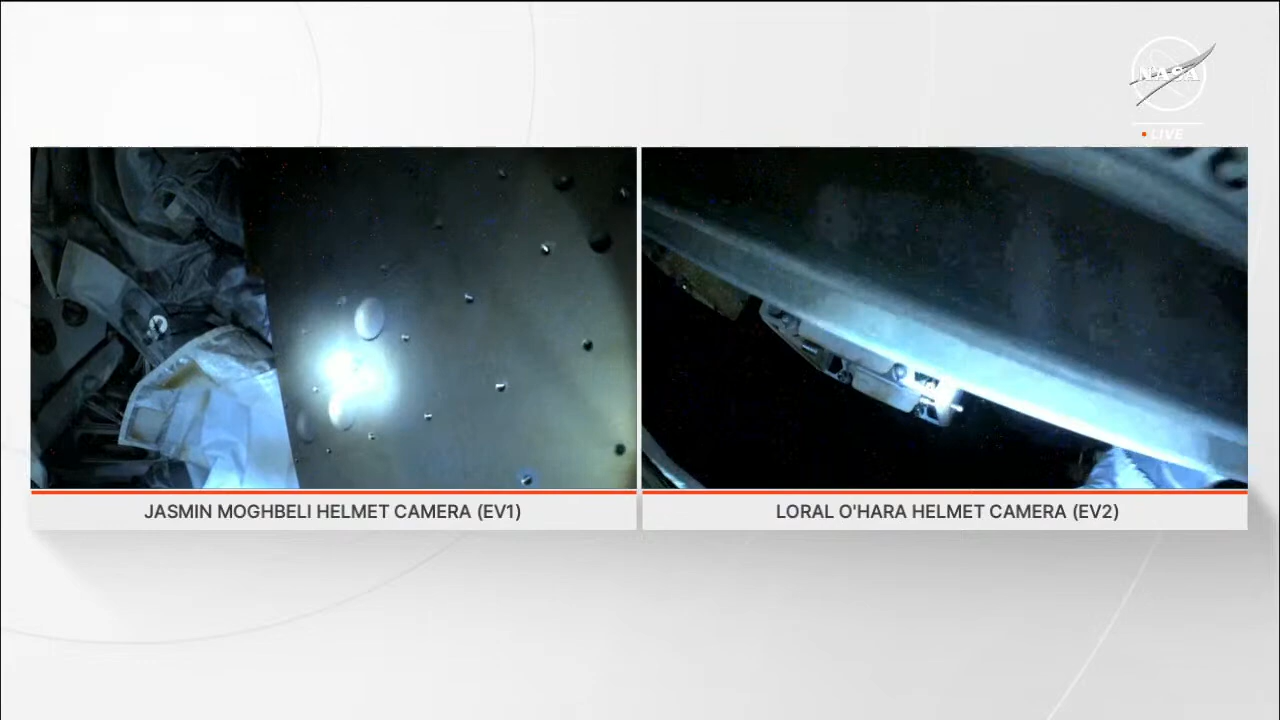 NASA
LIVE
JASMIN MOGHBELI HELMET CAMERA (EV1)
LORAL O'HARA HELMET CAMERA (EV2)